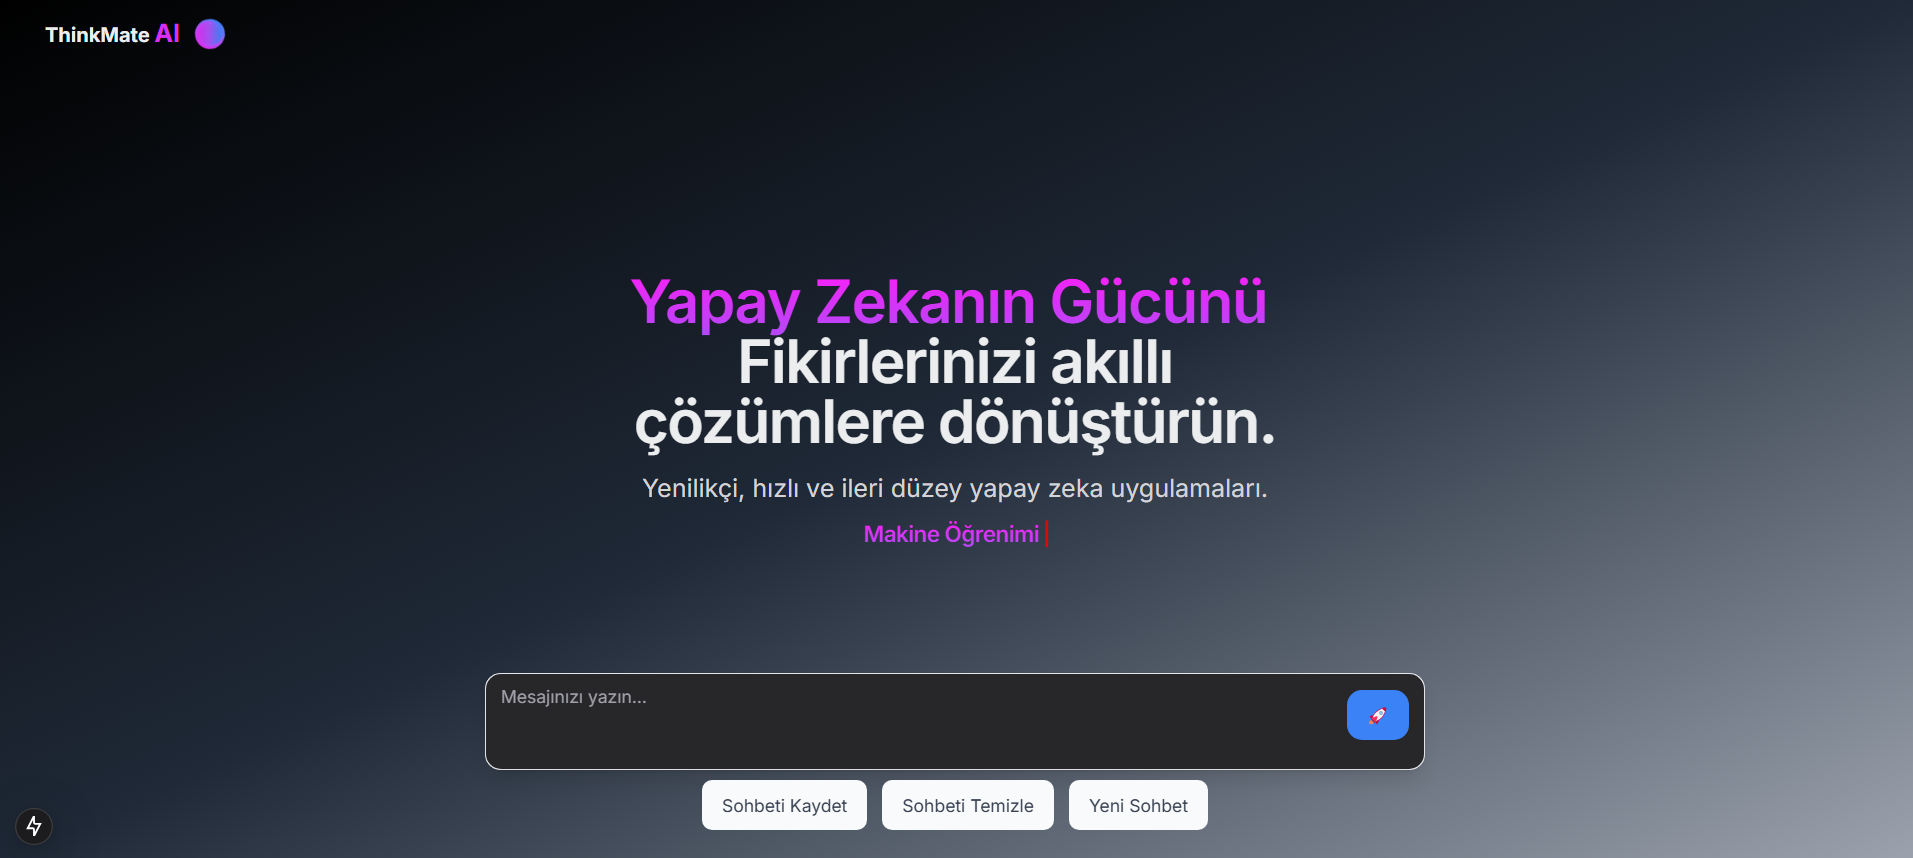 ThinkMate AI
Yapay Zekanın Gücünü
Fikirlerinizi akıllı
çözümlere dönüştürün.
Yenilikçi, hızlı ve ileri düzey yapay zeka uygulamaları.
Makine Öğrenimi
Mesajınızı yazın...
Sohbeti Kaydet
Sohbeti Temizle
Yeni Sohbet